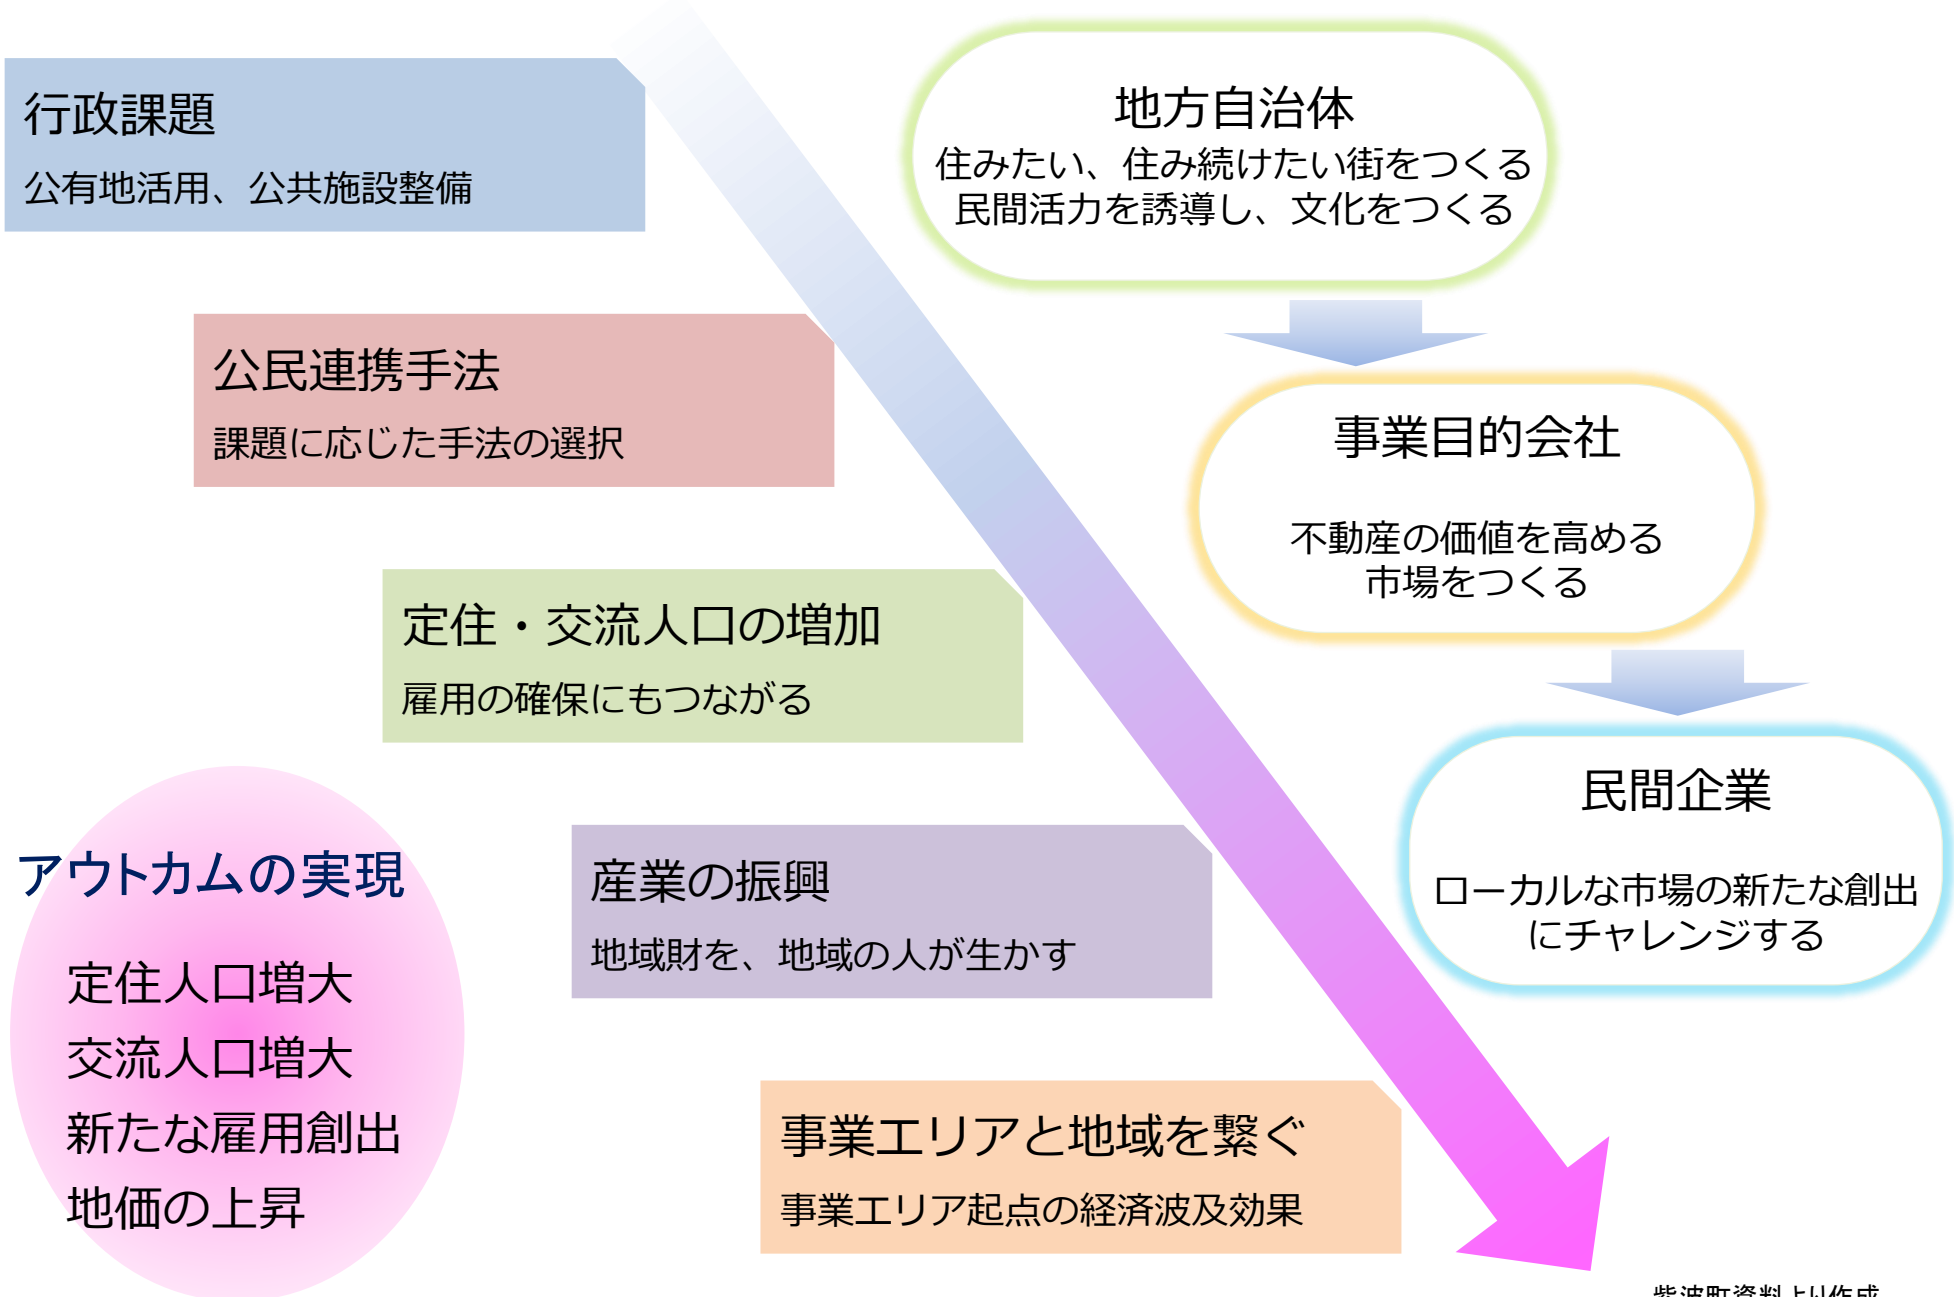 行政課題
公有地活用、公共施設整備
公民連携手法
課題に応じた手法の選択
定住・交流人口の増加
雇用の確保にもつながる
産業の振興
地域財を、地域の人が生かす
事業エリアと地域を繋ぐ
事業エリア起点の経済波及効果
地方自治体
住みたい、住み続けたい街をつくる
民間活力を誘導し、文化をつくる
事業目的会社
不動産の価値を高める
市場をつくる
民間企業
ローカルな市場の新たな創出
にチャレンジする
アウトカムの実現
定住人口増大
交流人口増大
新たな雇用創出
地価の上昇
紫波町資料より作成